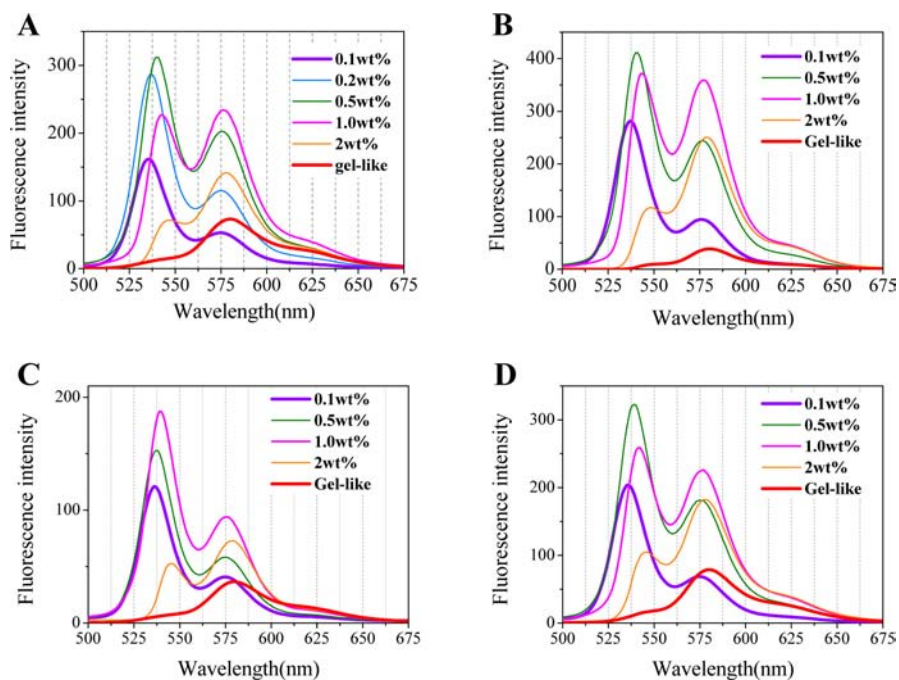 A
Fluorescence intensity
300
200
100
0
500 525 550 575 600 625 650 675
Wavelength(nm)
0.1wt%
0.2wt%
0.5wt%
1.0wt%
2wt%
gel-like
B
Fluorescence intensity
400
300
200
100
0
500 525 550 575 600 625 650 675
Wavelength(nm)
0.1wt%
0.5wt%
1.0wt%
2wt%
Gel-like
C
Fluorescence intensity
200
100
0
500 525 550 575 600 625 650 675
Wavelength(nm)
0.1wt%
0.5wt%
1.0wt%
2wt%
Gel-like
D
Fluorescence intensity
300
200
100
0
500 525 550 575 600 625 650 675
Wavelength(nm)
0.1wt%
0.5wt%
1.0wt%
2wt%
Gel-like